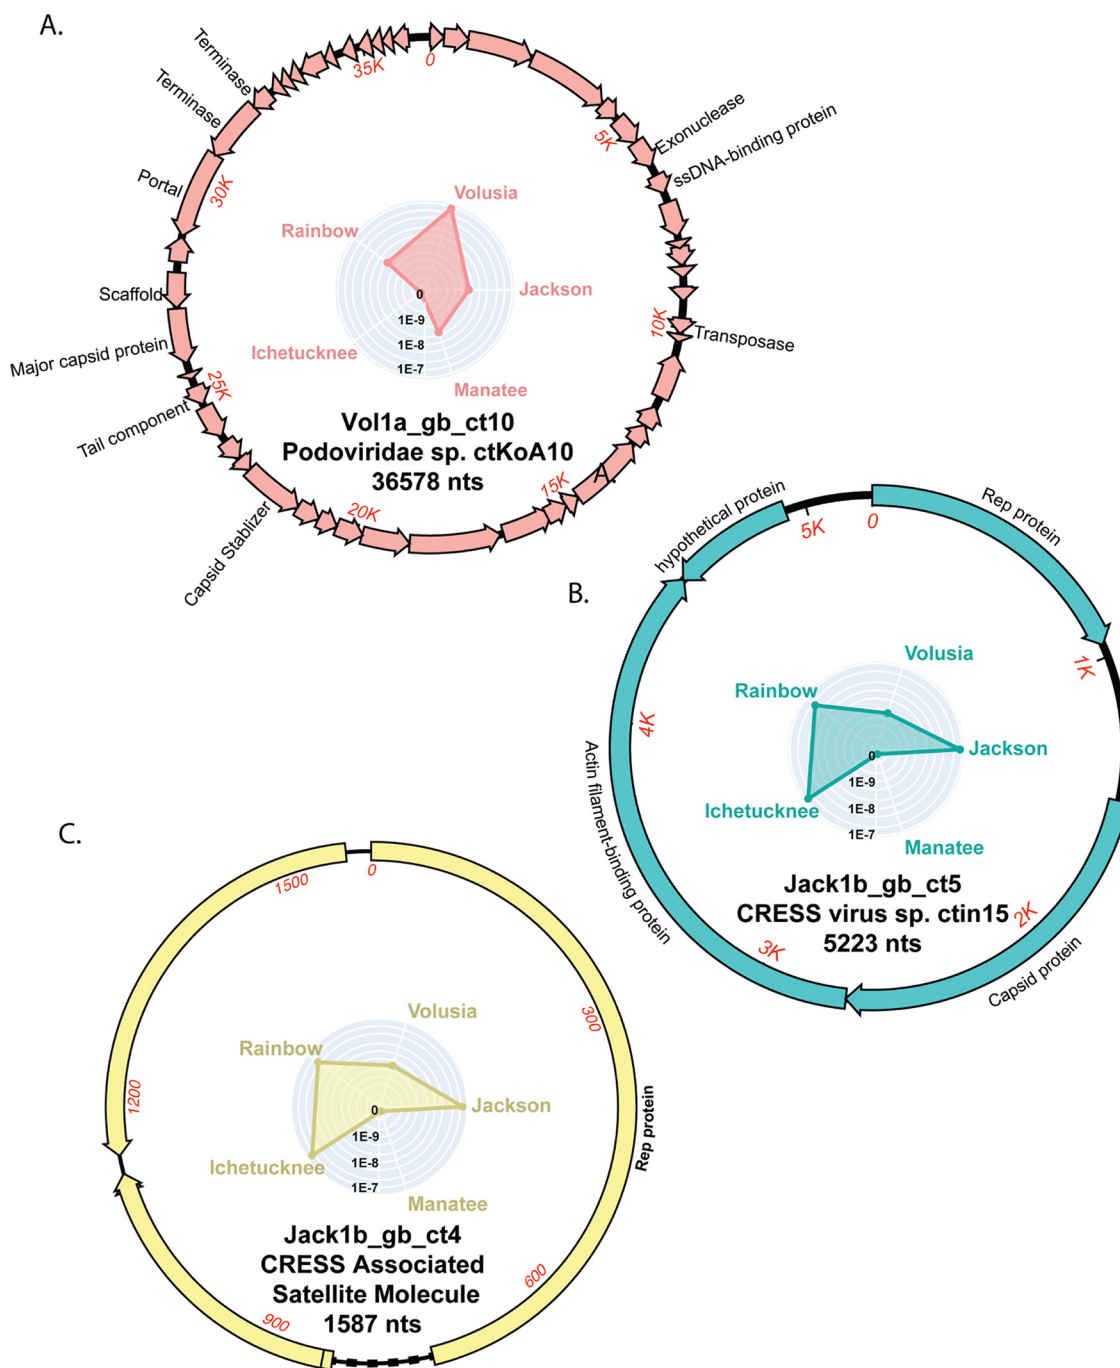 A.
Terminase
Terminase
Portal
Scaffold
Major capsid protein
Tail component
Capsid Stablizer
Exonuclease
ssDNA-binding protein
Transposase
0
5K
10K
15K
20K
25K
30K
35K
A.
Volusia
Rainbow
Jackson
Ichetucknee
Manatee
0
1E-9
1E-8
1E-7
Vol1a_gb_ct10
Podoviridae sp. ctKoA10
36578 nts
B.
hypothetical protein
Rep protein
Actin filament-binding protein
Capsid protein
0
1K
2K
3K
4K
5K
Volusia
Rainbow
Jackson
Ichetucknee
Manatee
0
1E-9
1E-8
1E-7
Jack1b_gb_ct5
CRESS virus sp. ctin15
5223 nts
C.
0
300
600
900
1200
1500
Rep protein
Volusia
Rainbow
Jackson
Ichetucknee
Manatee
0
1E-9
1E-8
1E-7
Jack1b_gb_ct4
CRESS Associated
Satellite Molecule
1587 nts